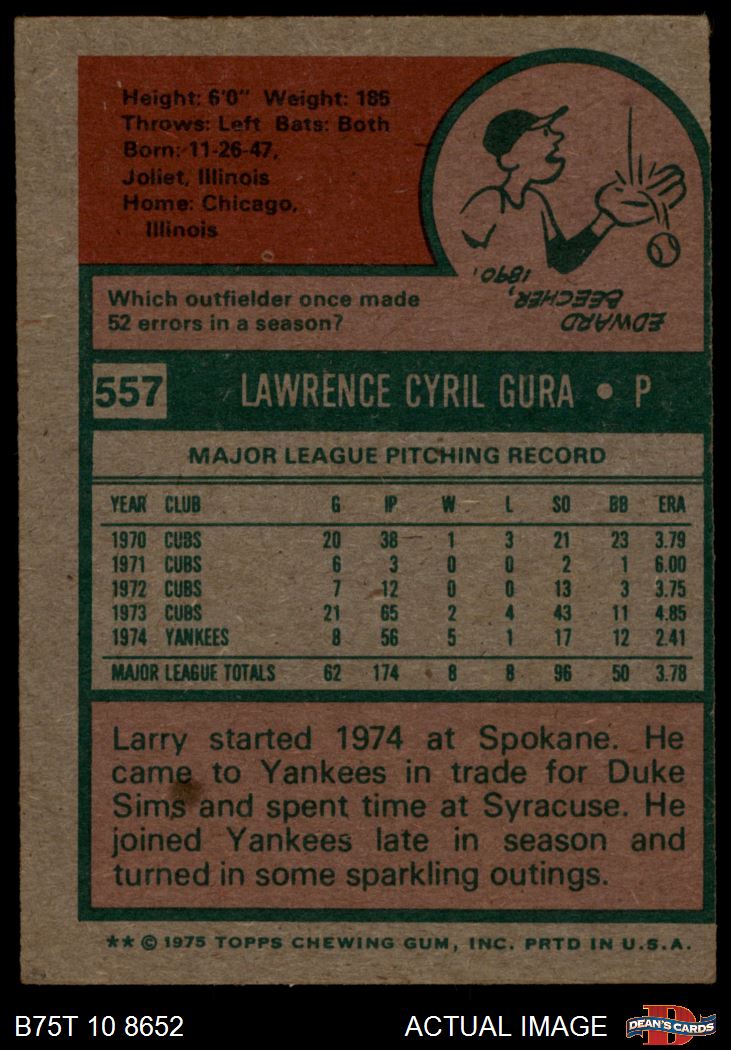 Height: 6'0" Weight: 185
Throws: Left Bats: Both
Born: 11-26-47,
Joliet, Illinois
Home: Chicago,
Illinois
Which outfielder once made
52 errors in a season?
EDWARD
BEECHER,
1890.
557 LAWRENCE CYRIL GURA • P
MAJOR LEAGUE PITCHING RECORD
YEAR CLUB G IP W L SO BB ERA
1970 CUBS 20 38 1 3 21 23 3.79
1971 CUBS 6 3 0 0 2 1 6.00
1972 CUBS 7 12 0 0 13 3 3.75
1973 CUBS 21 65 2 4 43 11 4.85
1974 YANKEES 8 56 5 1 17 12 2.41
MAJOR LEAGUE TOTALS 62 174 8 8 96 50 3.78
Larry started 1974 at Spokane. He
came to Yankees in trade for Duke
Sims and spent time at Syracuse. He
joined Yankees late in season and
turned in some sparkling outings.
** © 1975 TOPPS CHEWING GUM, INC. PRTD IN U.S.A.
B75T 10 8652 ACTUAL IMAGE D DEAN'S CARDS